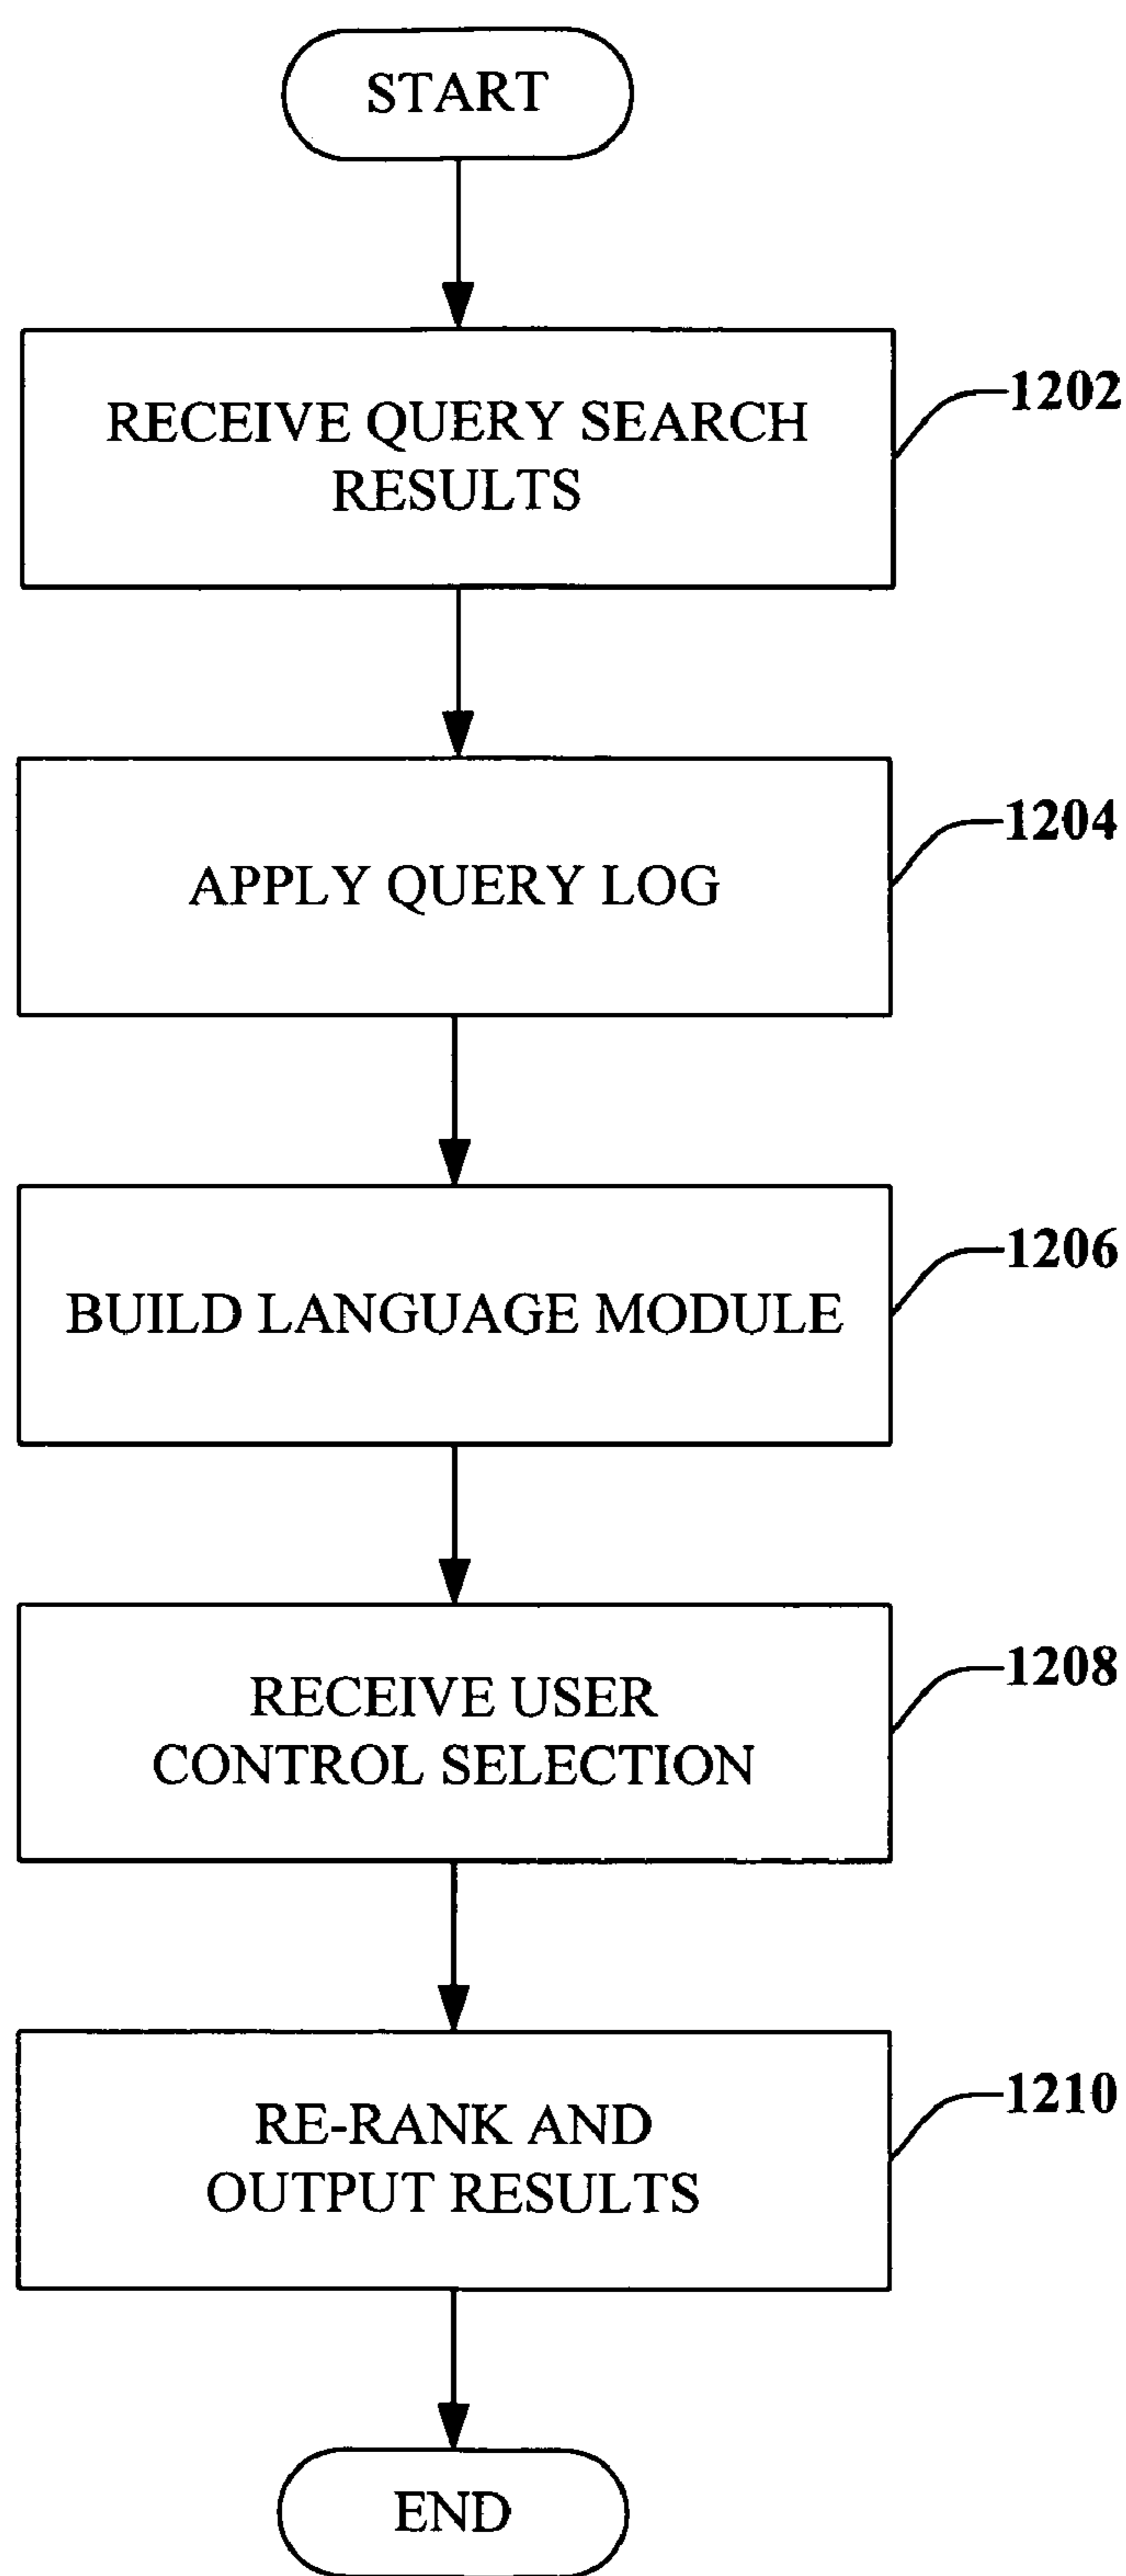 START
RECEIVE QUERY SEARCH
RESULTS
1202
APPLY QUERY LOG
1204
BUILD LANGUAGE MODULE
1206
RECEIVE USER
CONTROL SELECTION
1208
RE-RANK AND
OUTPUT RESULTS
1210
END